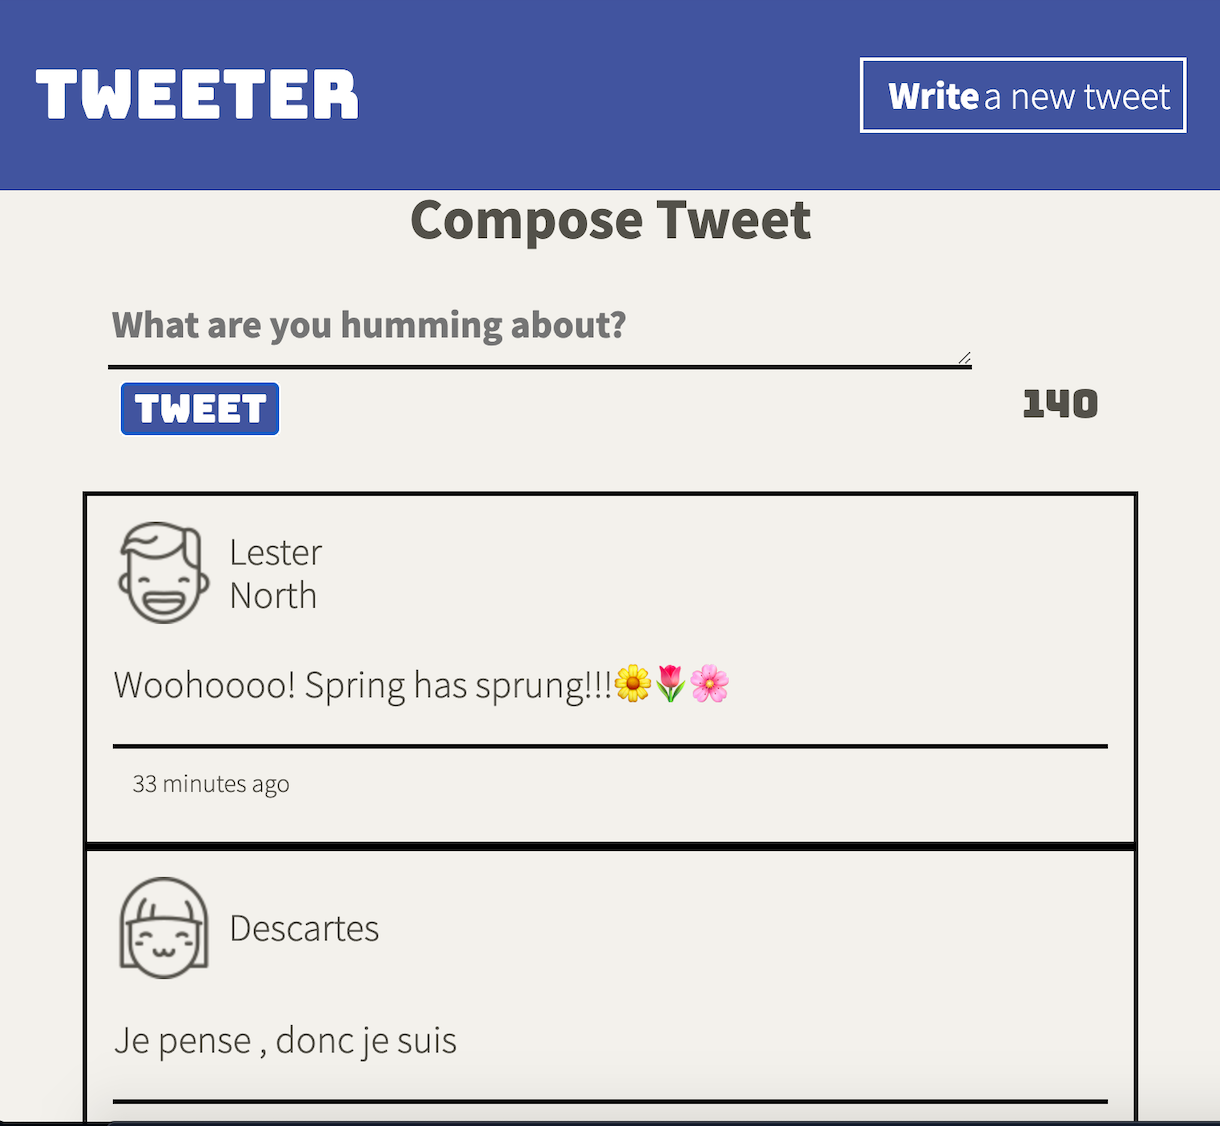 TWEETER
Write a new tweet
Compose Tweet
What are you humming about?
TWEET
140
Lester
North
Woohoooo! Spring has sprung!!!🌼🌷🌸
33 minutes ago
Descartes
Je pense , donc je suis